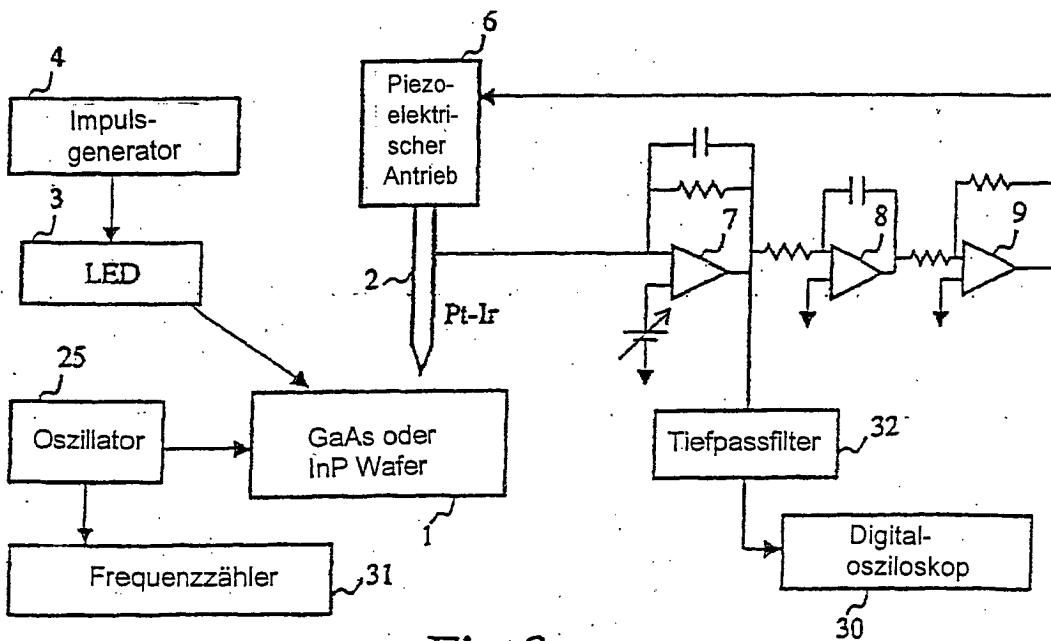 4
Impuls-
generator
3
LED
25
Oszillator
Frequenzzähler
31
6
Piezo-
elektri-
scher
Antrieb
2
Pt-Ir
GaAs oder
InP Wafer
1
7
8
9
Tiefpassfilter
32
Digital-
osziloskop
30